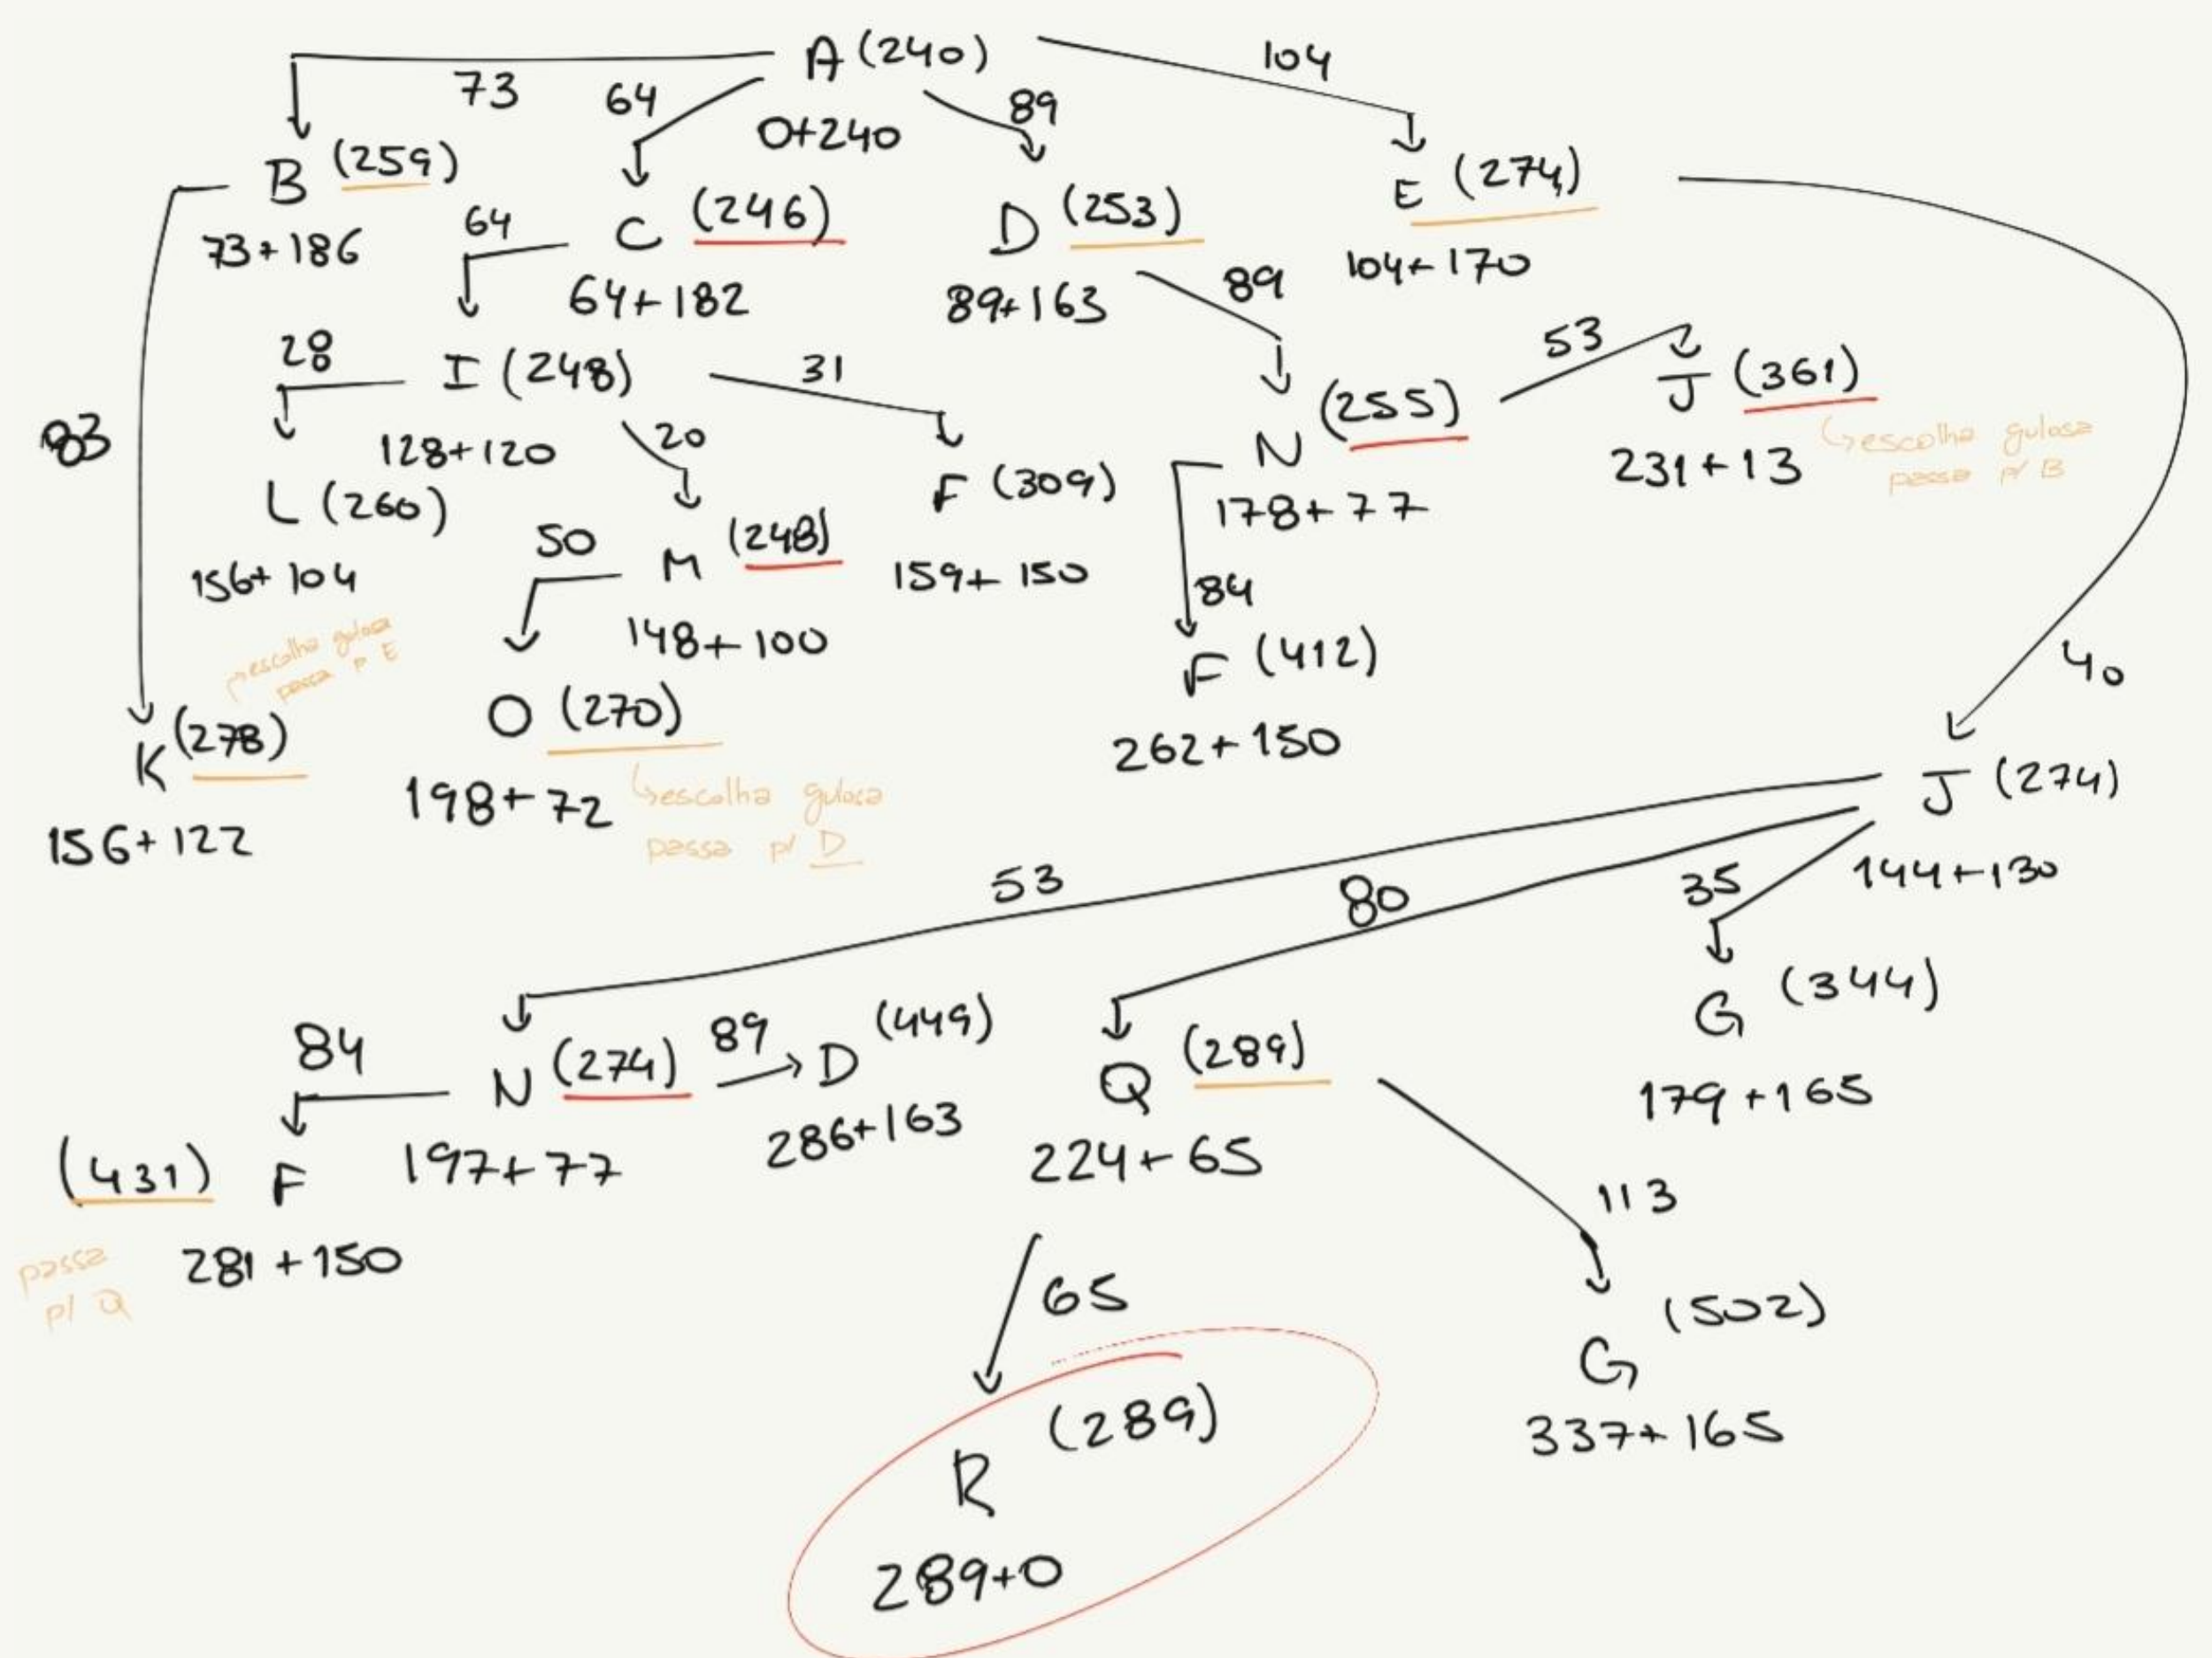 A (240)
104
73
64
89
0+240
B (259)
E (274)
64
C (246)
D (253)
73+186
104+170
64+182
89+163
89
28
I (248)
31
53
J (361)
83
128+120
20
N (255)
231+13
↳escolha gulosa
passa p/ B
L (260)
F (309)
178+77
50
M (248)
156+104
159+150
84
148+100
escolha gulosa
passa p E
F (412)
40
O (270)
K (278)
262+150
J (274)
198+72
↳escolha gulosa
passa p/ D
156+122
53
80
35
144+130
84
N (274)
89
D (449)
Q (289)
G (344)
179+165
(431) F
197+77
286+163
224+65
113
passa
p/ Q
281+150
65
G (502)
R (289)
337+165
289+0